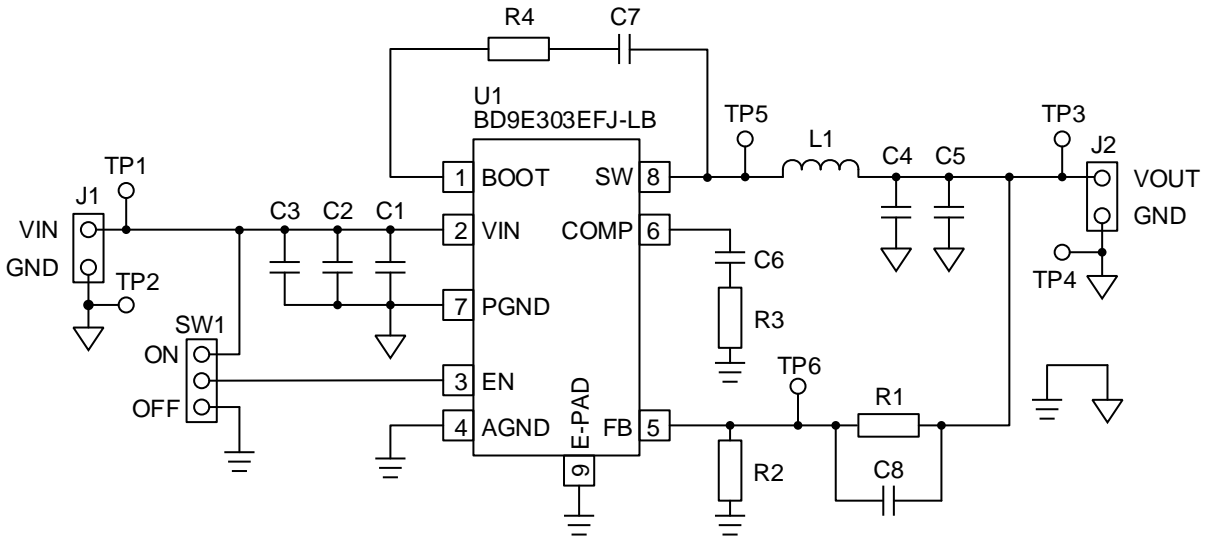 R4
C7
U1
BD9E303EFJ-LB
TP5
L1
TP3
J2
C4
C5
TP1
J1
1
BOOT
SW
8
VOUT
GND
C3
C2
C1
VIN
2
VIN
COMP
6
GND
TP2
C6
TP4
7
PGND
R3
SW1
ON
TP6
3
EN
R1
OFF
4
AGND
E-PAD
FB
5
9
R2
C8